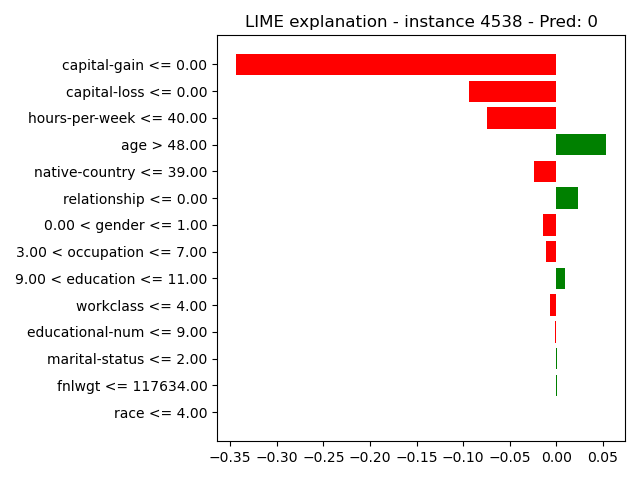 LIME explanation - instance 4538 - Pred: 0
capital-gain <= 0.00
capital-loss <= 0.00
hours-per-week <= 40.00
age > 48.00
native-country <= 39.00
relationship <= 0.00
0.00 < gender <= 1.00
3.00 < occupation <= 7.00
9.00 < education <= 11.00
workclass <= 4.00
educational-num <= 9.00
marital-status <= 2.00
fnlwgt <= 117634.00
race <= 4.00
−0.35 −0.30 −0.25 −0.20 −0.15 −0.10 −0.05 0.00 0.05